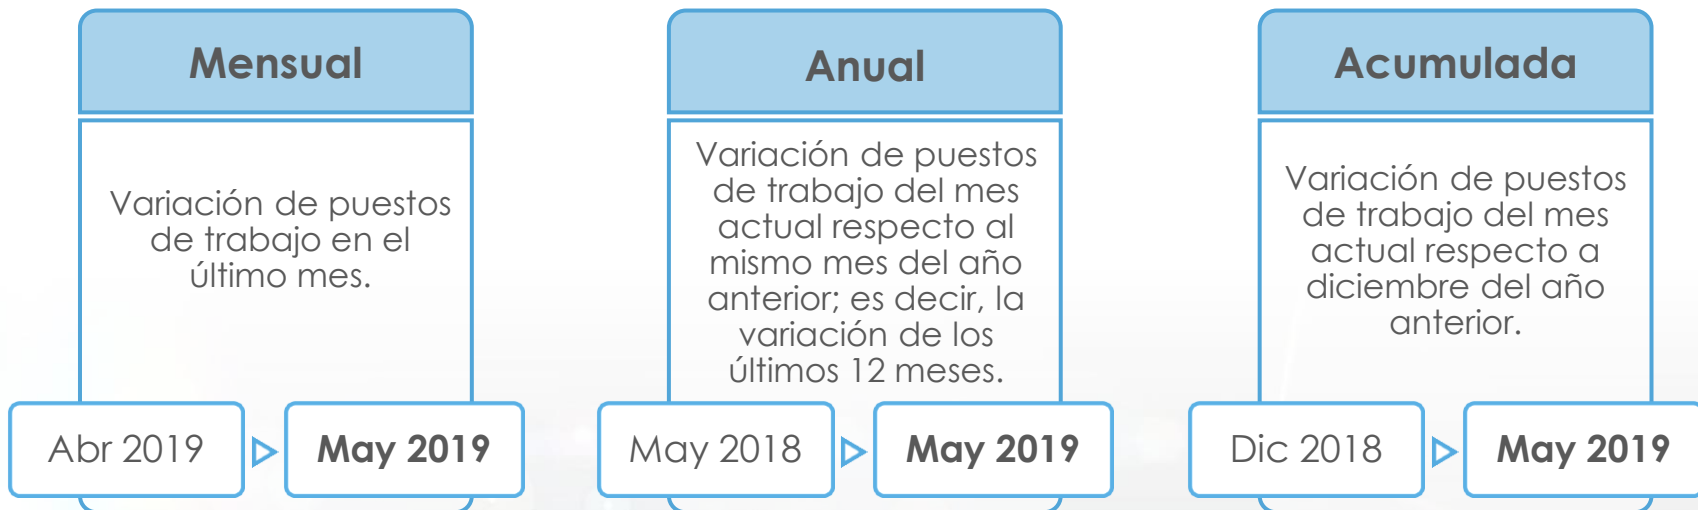 Mensual
Variación de puestos
de trabajo en el
último mes.
Abr 2019
May 2019
Anual
Variación de puestos
de trabajo del mes
actual respecto al
mismo mes del año
anterior; es decir, la
variación de los
últimos 12 meses.
May 2018
May 2019
Acumulada
Variación de puestos
de trabajo del mes
actual respecto a
diciembre del año
anterior.
Dic 2018
May 2019